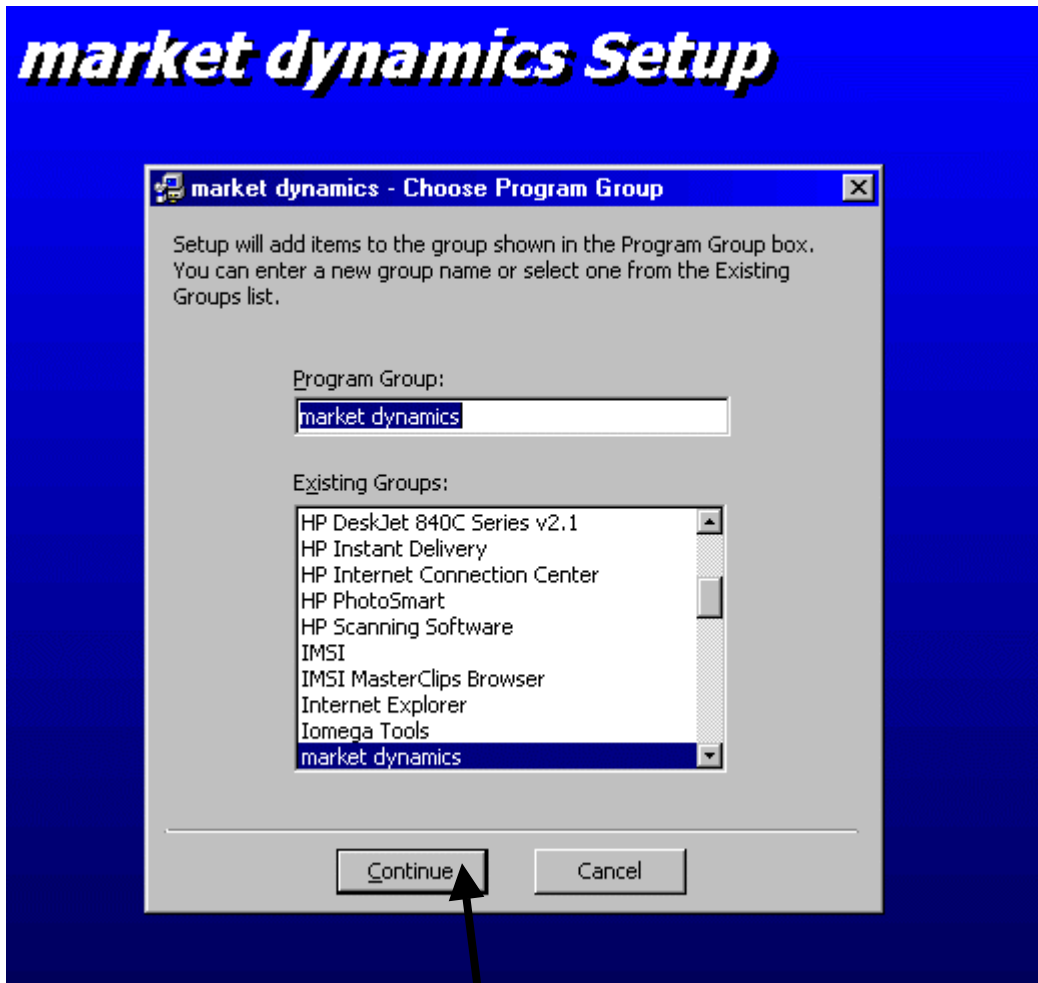 market dynamics Setup
market dynamics - Choose Program Group
Setup will add items to the group shown in the Program Group box.
You can enter a new group name or select one from the Existing
Groups list.
Program Group:
market dynamics
Existing Groups:
HP DeskJet 840C Series v2.1
HP Instant Delivery
HP Internet Connection Center
HP PhotoSmart
HP Scanning Software
IMSI
IMSI MasterClips Browser
Internet Explorer
Iomega Tools
market dynamics
Continue
Cancel